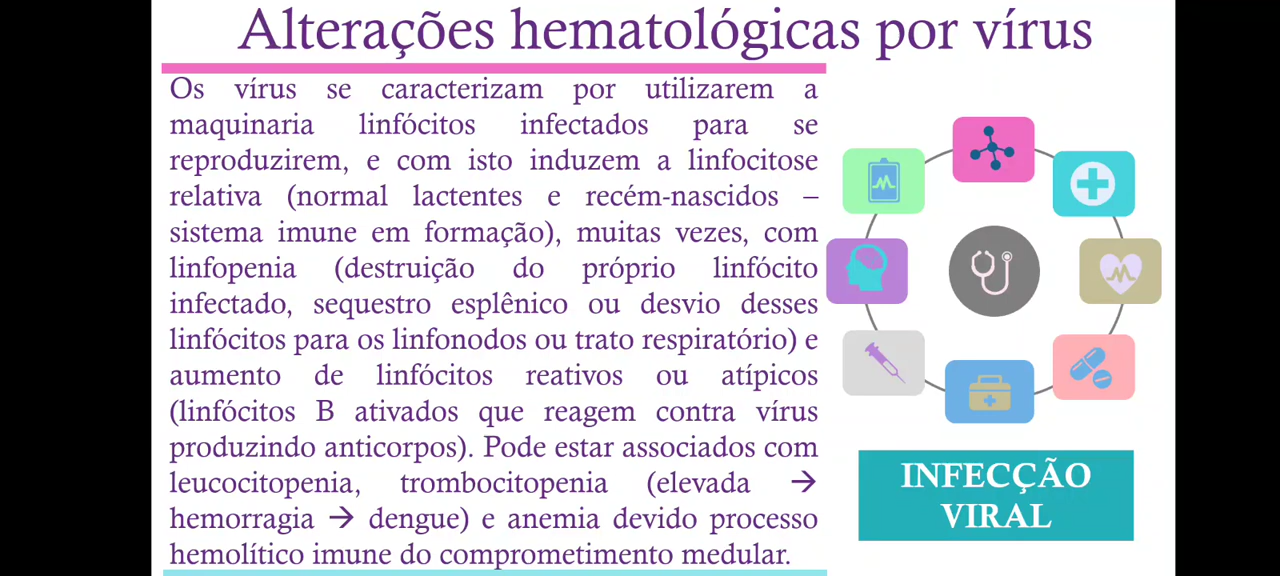 Alterações hematológicas por vírus
Os vírus se caracterizam por utilizarem a
maquinaria linfócitos infectados para se
reproduzirem, e com isto induzem a linfocitose
relativa (normal lactentes e recém-nascidos –
sistema imune em formação), muitas vezes, com
linfopenia (destruição do próprio linfócito
infectado, sequestro esplênico ou desvio desses
linfócitos para os linfonodos ou trato respiratório) e
aumento de linfócitos reativos ou atípicos
(linfócitos B ativados que reagem contra vírus
produzindo anticorpos). Pode estar associados com
leucocitopenia, trombocitopenia (elevada →
hemorragia → dengue) e anemia devido processo
hemolítico imune do comprometimento medular.
INFECÇÃO
VIRAL